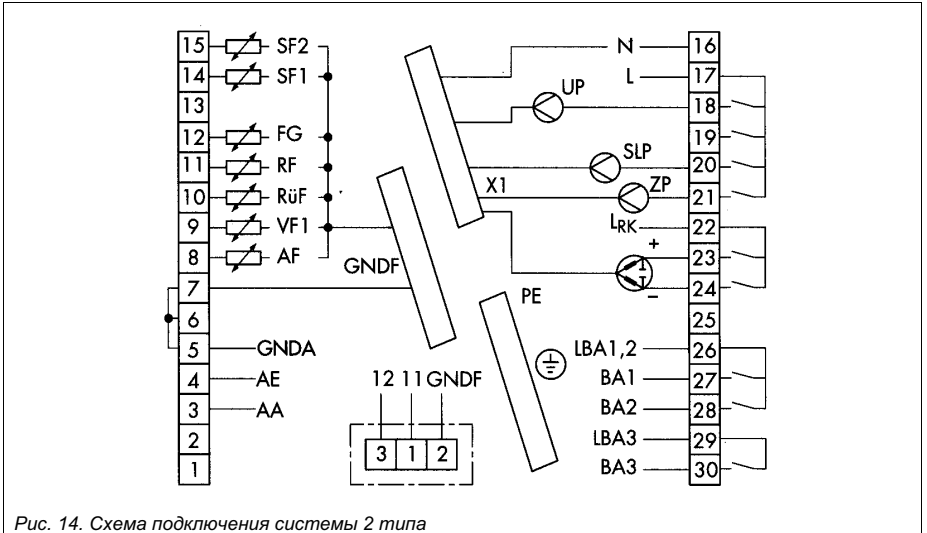 15 SF2 N 16
14 SF1 L 17
13 UP 18
12 FG 19
11 RF SLP 20
10 RüF X1 ZP 21
9 VF1 LRK 22
8 AF GNDF + 23
7 PE − 24
6 25
5 GNDA LBA1,2 26
4 AE 12 11 GNDF BA1 27
3 AA BA2 28
2 3 1 2 LBA3 29
1 BA3 30
Рис. 14. Схема подключения системы 2 типа